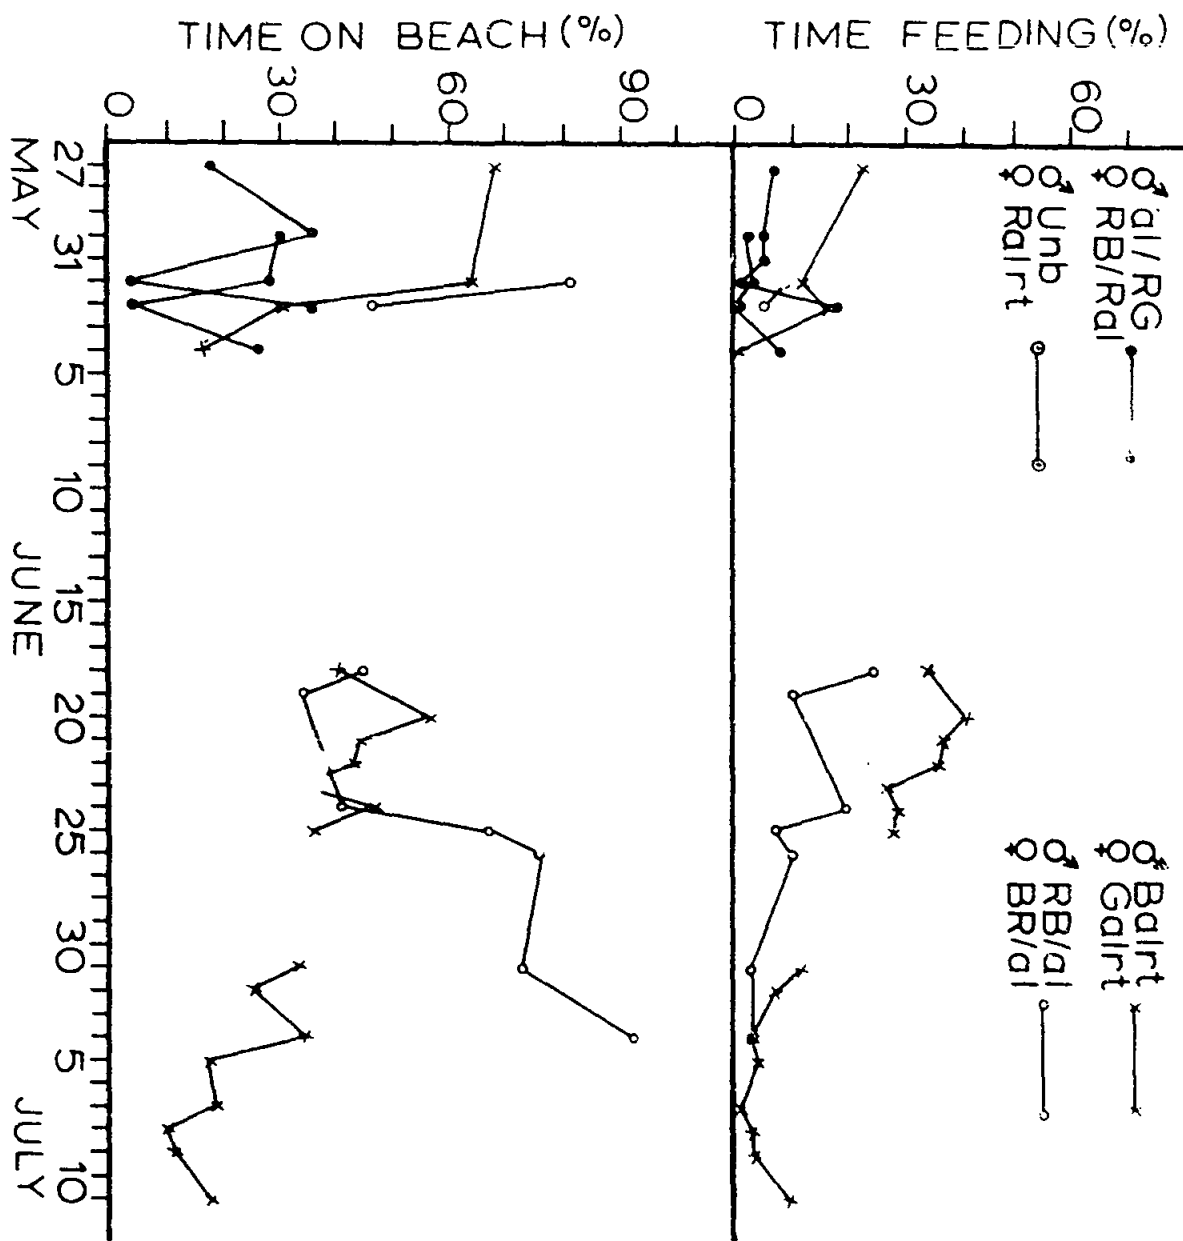 TIME ON BEACH (%)
0 30 60 90
TIME FEEDING (%)
0 30 60
♂ al/RG
♀ RB/Ral
♂ Unb
♀ Ralrt
♂ Balrt
♀ Galrt
♂ RB/al
♀ BR/al
27 31 5 10 15 20 25 30 5 10
MAY JUNE JULY